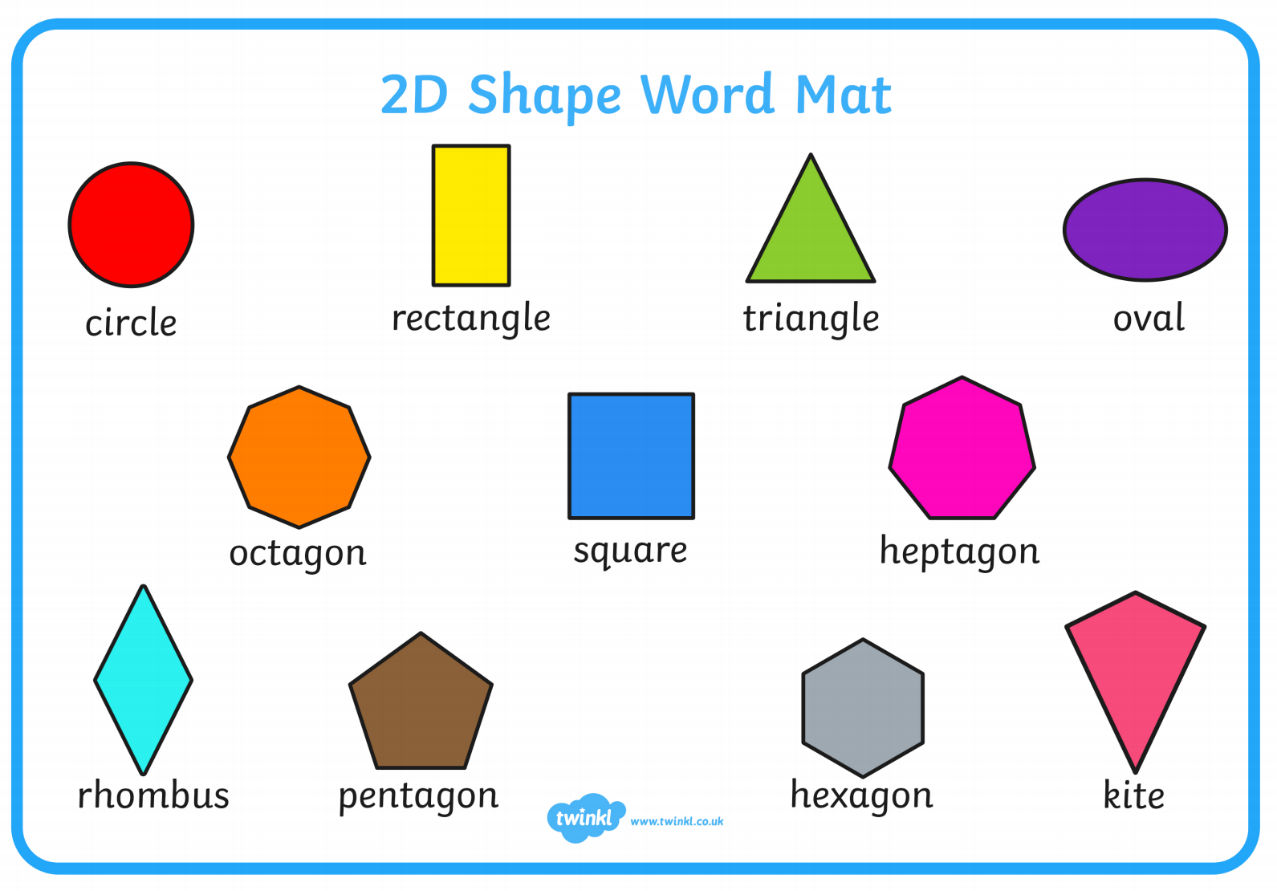 2D Shape Word Mat
circle rectangle triangle oval
octagon square heptagon
rhombus pentagon hexagon kite
twinkl www.twinkl.co.uk